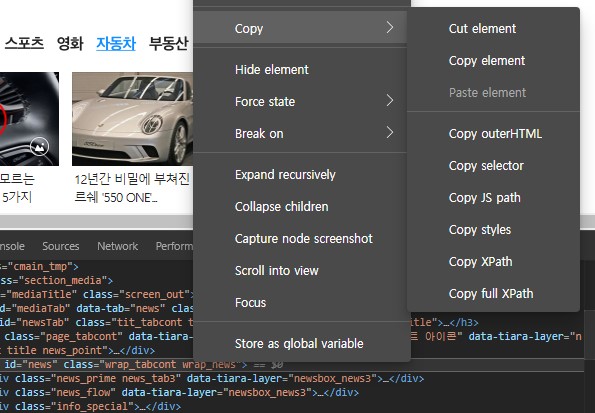 스포츠 영화 자동차 부동산
모르는
5가지
12년간 비밀에 부쳐진
르쉐 '550 ONE'...
Copy
Hide element
Force state
Break on
Expand recursively
Collapse children
Capture node screenshot
Scroll into view
Focus
Store as global variable
Cut element
Copy element
Paste element
Copy outerHTML
Copy selector
Copy JS path
Copy styles
Copy XPath
Copy full XPath
nsole Sources Network Perform
s="cmain_tmp">
class="section_media">
="mediaTitle" class="screen_out">
id="mediaTab" data-tab="news" clas
id="newsTab" class="tit_tabcont t title">…</h3>
class="page_tabcont" data-tiara- 트 아이콘" data-tiara-layer="n
t title news_point">…</div>
id="news" class="wrap_tabcont wrap_news"> == $0
div class="news_prime news_tab3" data-tiara-layer="newsbox_news3">…</div>
div class="news_flow" data-tiara-layer="newsbox_news3">…</div>
div class="info_special">…</div>